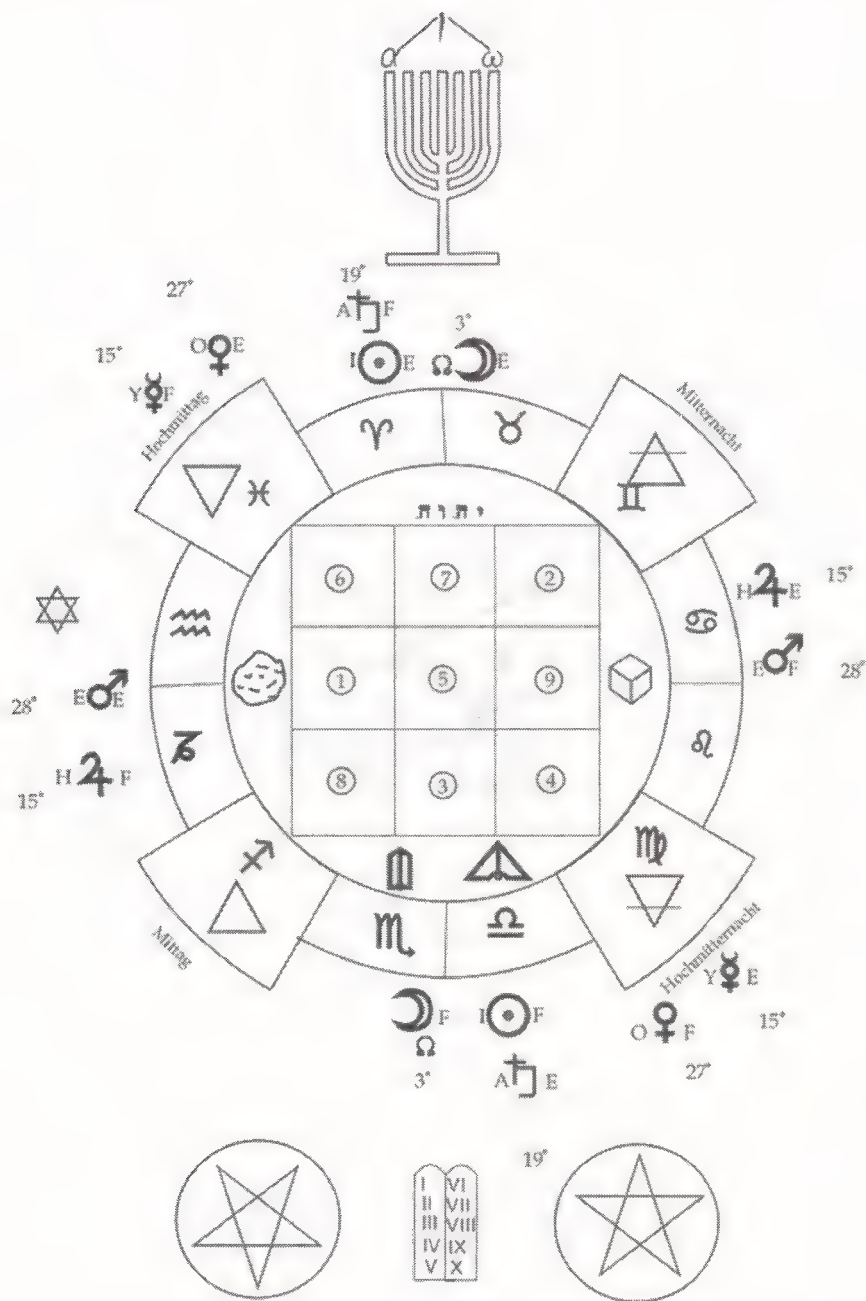 α ω
19°
27°
A F
3°
O E
I E Ω E
15°
Y F
Hochmittag
Mitternacht
6 7 2
H E 15°
1 5 9
E F 28°
E E
28°
H F
15°
8 3 4
Mittag
Hochmitternacht
Y E
F I F
O F
15°
Ω
3°
A E
27°
19°
I VI
II VII
III VIII
IV IX
V X